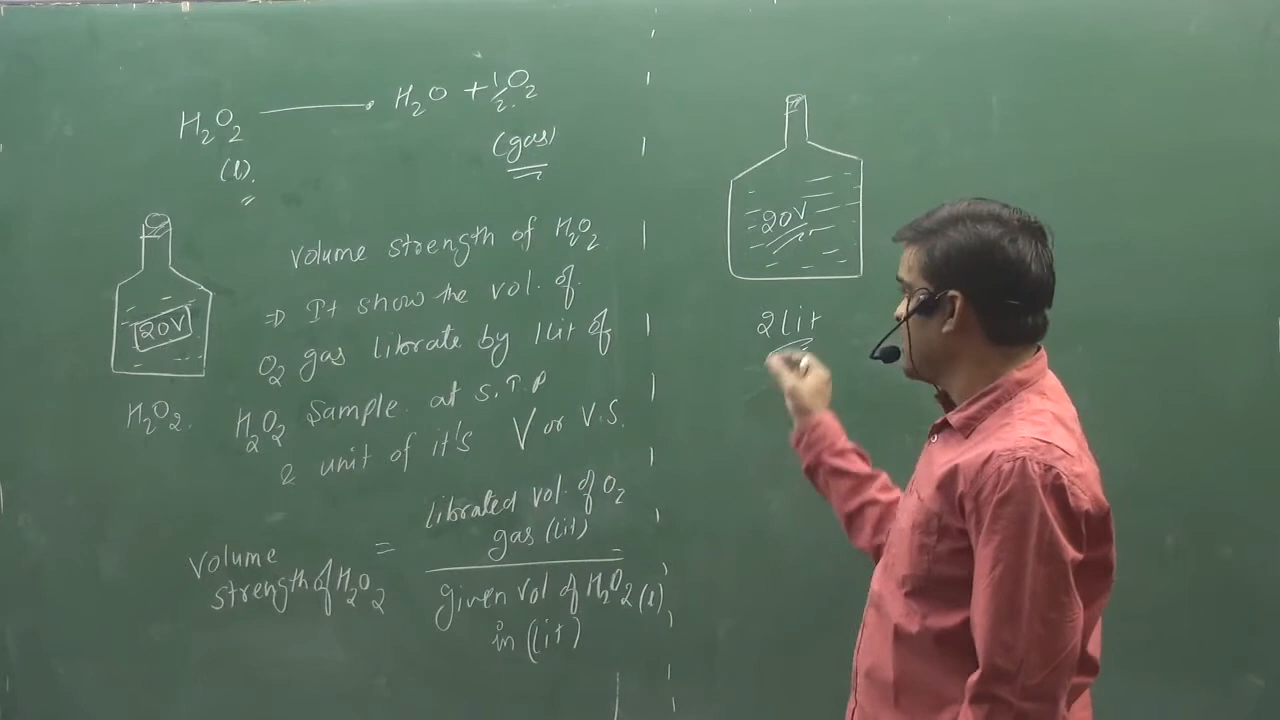 H₂O₂ ⟶ H₂O + 1/2 O₂
(l). (gas)
20V
H₂O₂.
Volume strength of H₂O₂
⇒ It show the vol. of.
O₂ gas librate by 1 lit of
H₂O₂ Sample. at S.T.P
& unit of it's V or V.S.
Volume strength of H₂O₂ = librated vol. of O₂ gas (lit) / given vol of H₂O₂ (l) in (lit)
20V
2 lit